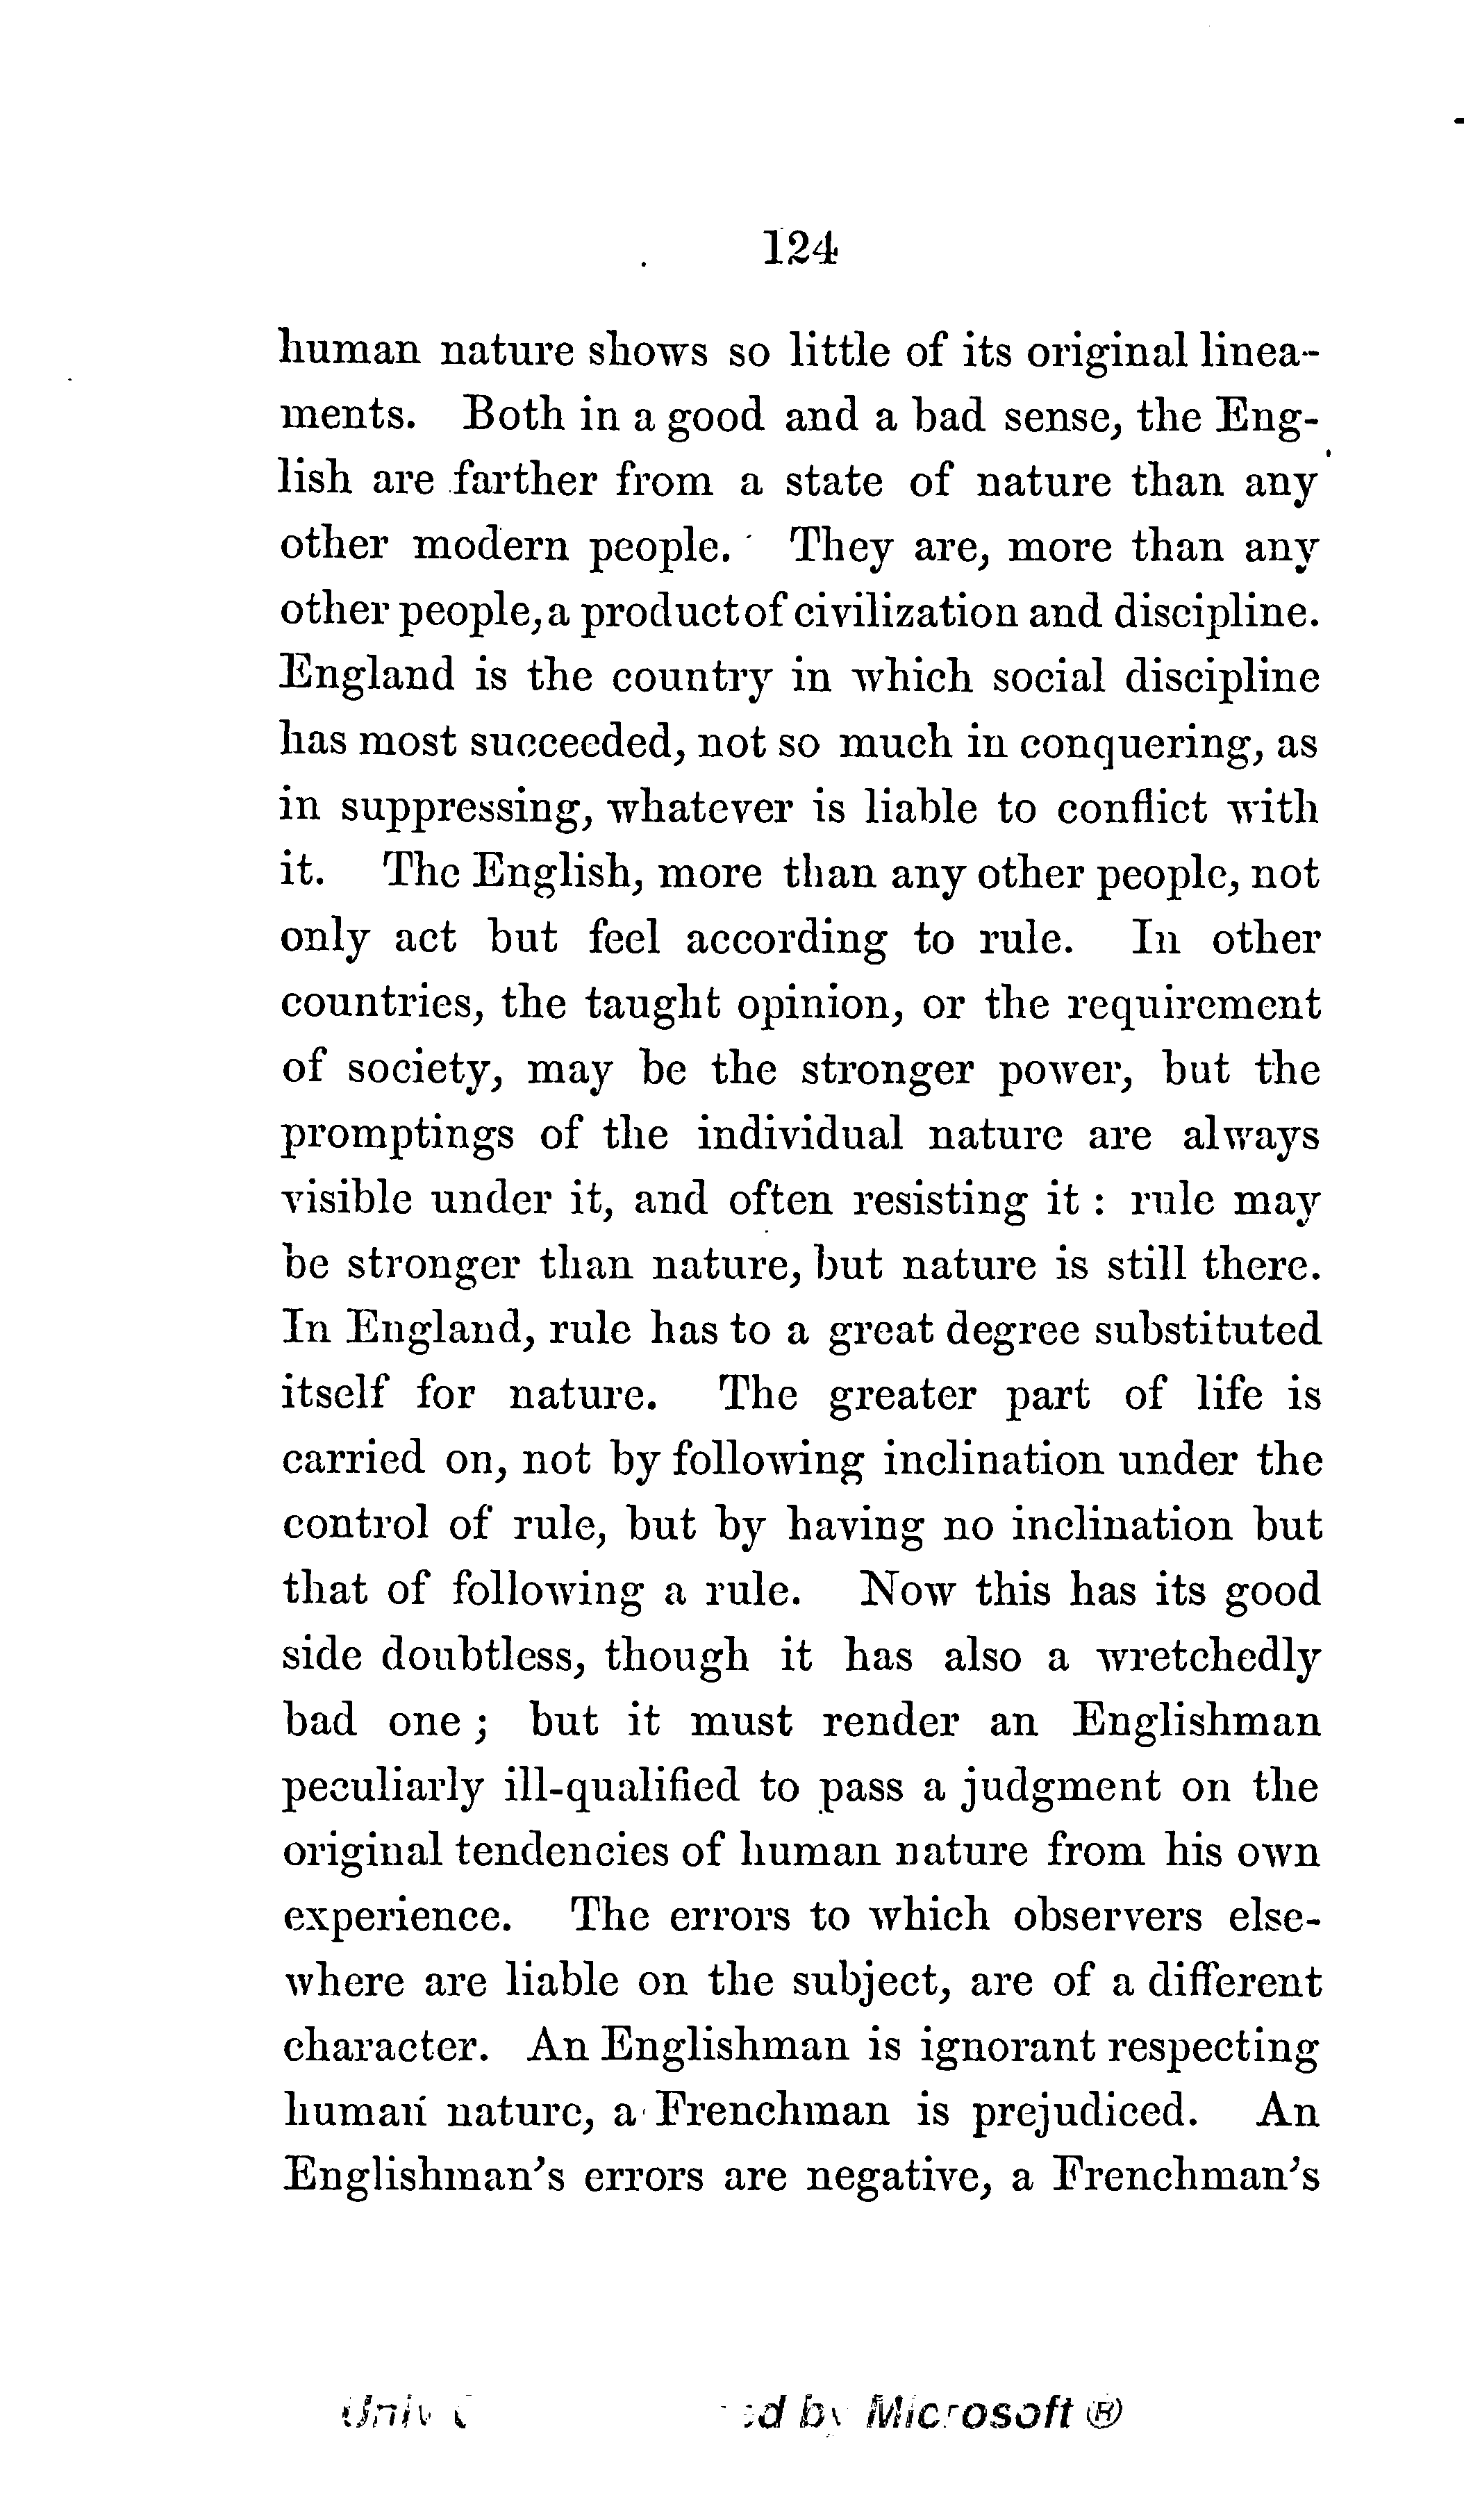 124
human nature shows so little of its original linea-
ments. Both in a good and a bad sense, the Eng-
lish are farther from a state of nature than any
other modern people. They are, more than any
other people, a product of civilization and discipline.
England is the country in which social discipline
has most succeeded, not so much in conquering, as
in suppressing, whatever is liable to conflict with
it. The English, more than any other people, not
only act but feel according to rule. In other
countries, the taught opinion, or the requirement
of society, may be the stronger power, but the
promptings of the individual nature are always
visible under it, and often resisting it : rule may
be stronger than nature, but nature is still there.
In England, rule has to a great degree substituted
itself for nature. The greater part of life is
carried on, not by following inclination under the
control of rule, but by having no inclination but
that of following a rule. Now this has its good
side doubtless, though it has also a wretchedly
bad one ; but it must render an Englishman
peculiarly ill-qualified to pass a judgment on the
original tendencies of human nature from his own
experience. The errors to which observers else-
where are liable on the subject, are of a different
character. An Englishman is ignorant respecting
human nature, a Frenchman is prejudiced. An
Englishman's errors are negative, a Frenchman's
Univ by Microsoft ®